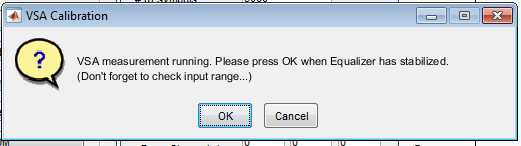 VSA Calibration
VSA measurement running. Please press OK when Equalizer has stabilized.
(Don't forget to check input range...)
OK
Cancel